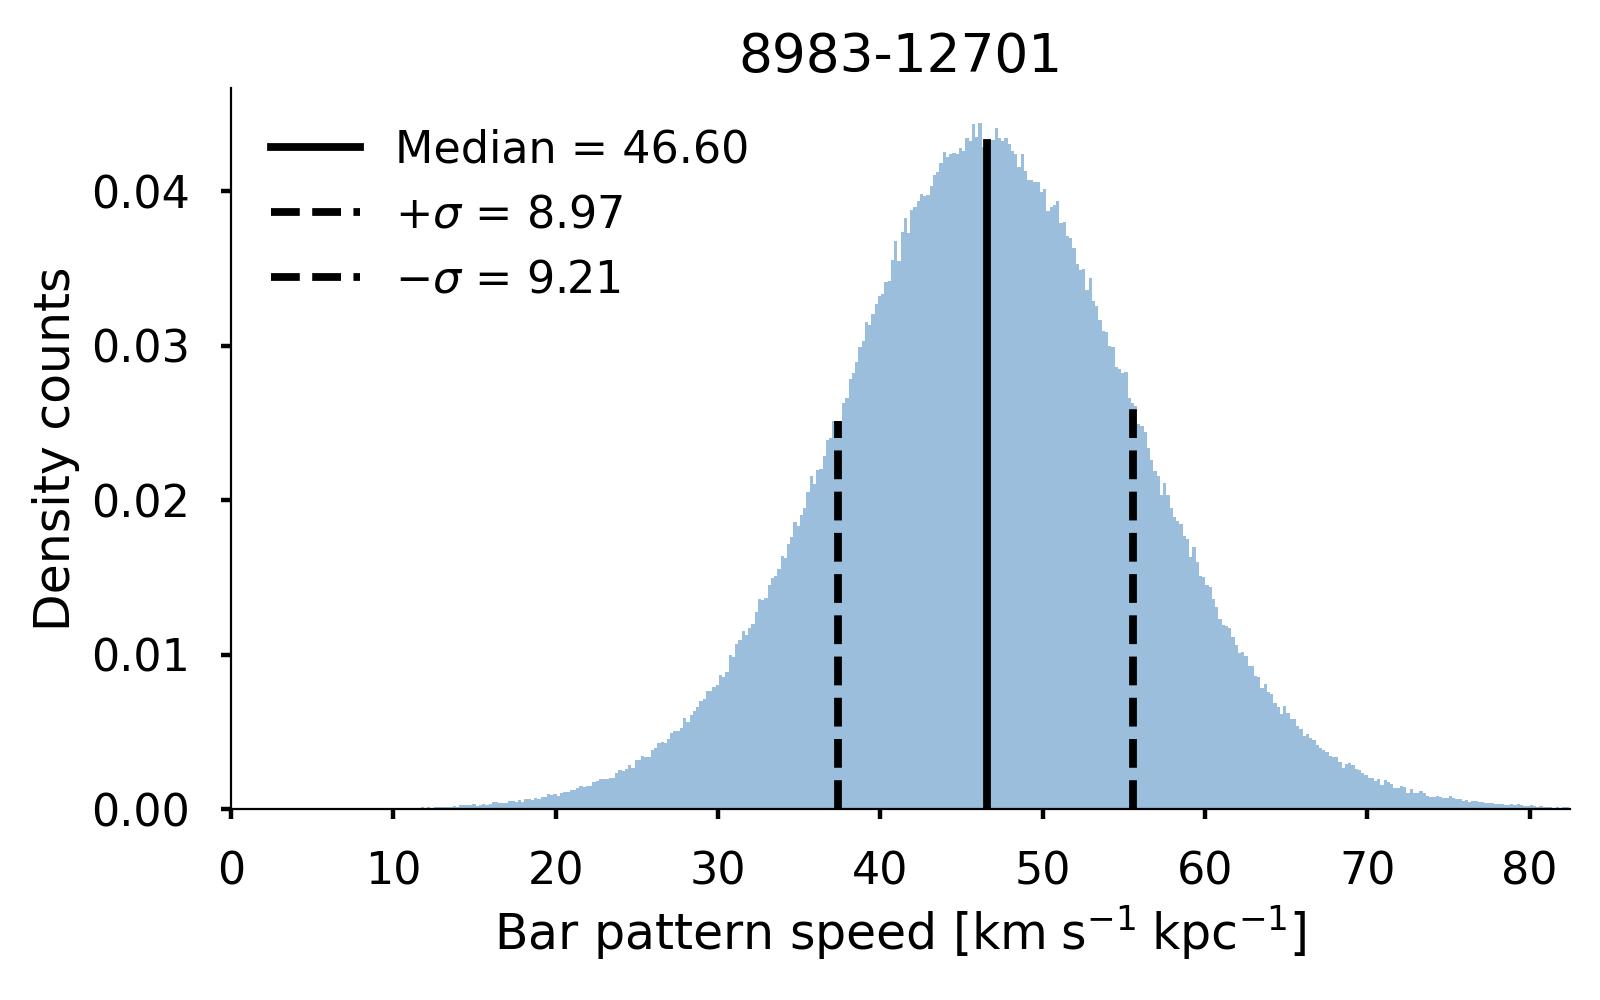 8983-12701
Median = 46.60
+σ = 8.97
−σ = 9.21
Density counts
0.04
0.03
0.02
0.01
0.00
0 10 20 30 40 50 60 70 80
Bar pattern speed [km s⁻¹ kpc⁻¹]